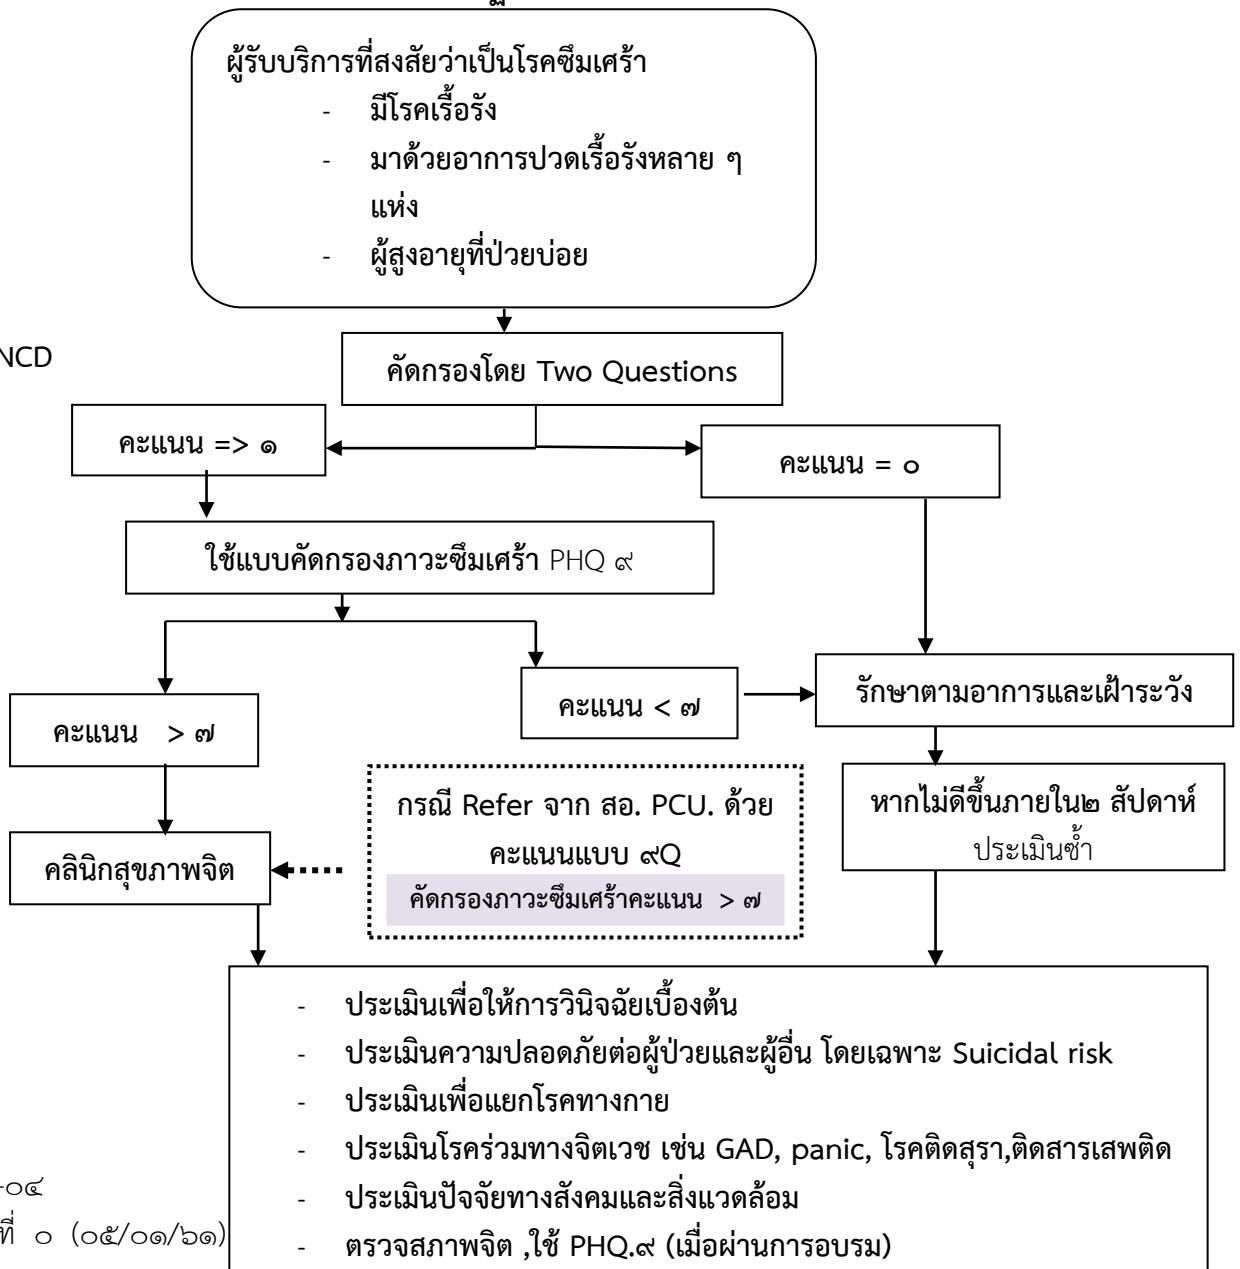 ผู้รับบริการที่สงสัยว่าเป็นโรคซึมเศร้า
- มีโรคเรื้อรัง
- มาด้วยอาการปวดเรื้อรังหลาย ๆ
แห่ง
- ผู้สูงอายุที่ป่วยบ่อย
NCD
คัดกรองโดย Two Questions
คะแนน => ๑
คะแนน = ๐
ใช้แบบคัดกรองภาวะซึมเศร้า PHQ ๙
คะแนน < ๗
รักษาตามอาการและเฝ้าระวัง
คะแนน > ๗
กรณี Refer จาก สอ. PCU. ด้วย
คะแนนแบบ ๙Q
คัดกรองภาวะซึมเศร้าคะแนน > ๗
หากไม่ดีขึ้นภายใน๒ สัปดาห์
ประเมินซ้ำ
คลินิกสุขภาพจิต
- ประเมินเพื่อให้การวินิจฉัยเบื้องต้น
- ประเมินความปลอดภัยต่อผู้ป่วยและผู้อื่น โดยเฉพาะ Suicidal risk
- ประเมินเพื่อแยกโรคทางกาย
- ประเมินโรคร่วมทางจิตเวช เช่น GAD, panic, โรคติดสุรา,ติดสารเสพติด
- ประเมินปัจจัยทางสังคมและสิ่งแวดล้อม
- ตรวจสภาพจิต ,ใช้ PHQ.๙ (เมื่อผ่านการอบรม)
-๐๔
ที่ ๐ (๐๕/๐๑/๖๑)